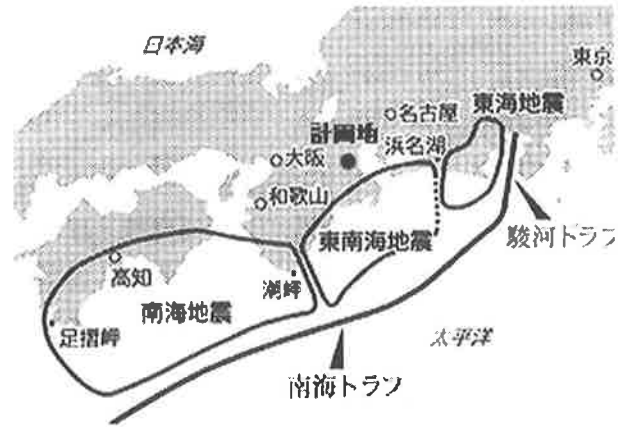 日本海
東京
名古屋
東海地震
計画地
浜名湖
大阪
和歌山
東南海地震
駿河トラフ
高知
潮岬
南海地震
足摺岬
太平洋
南海トラフ